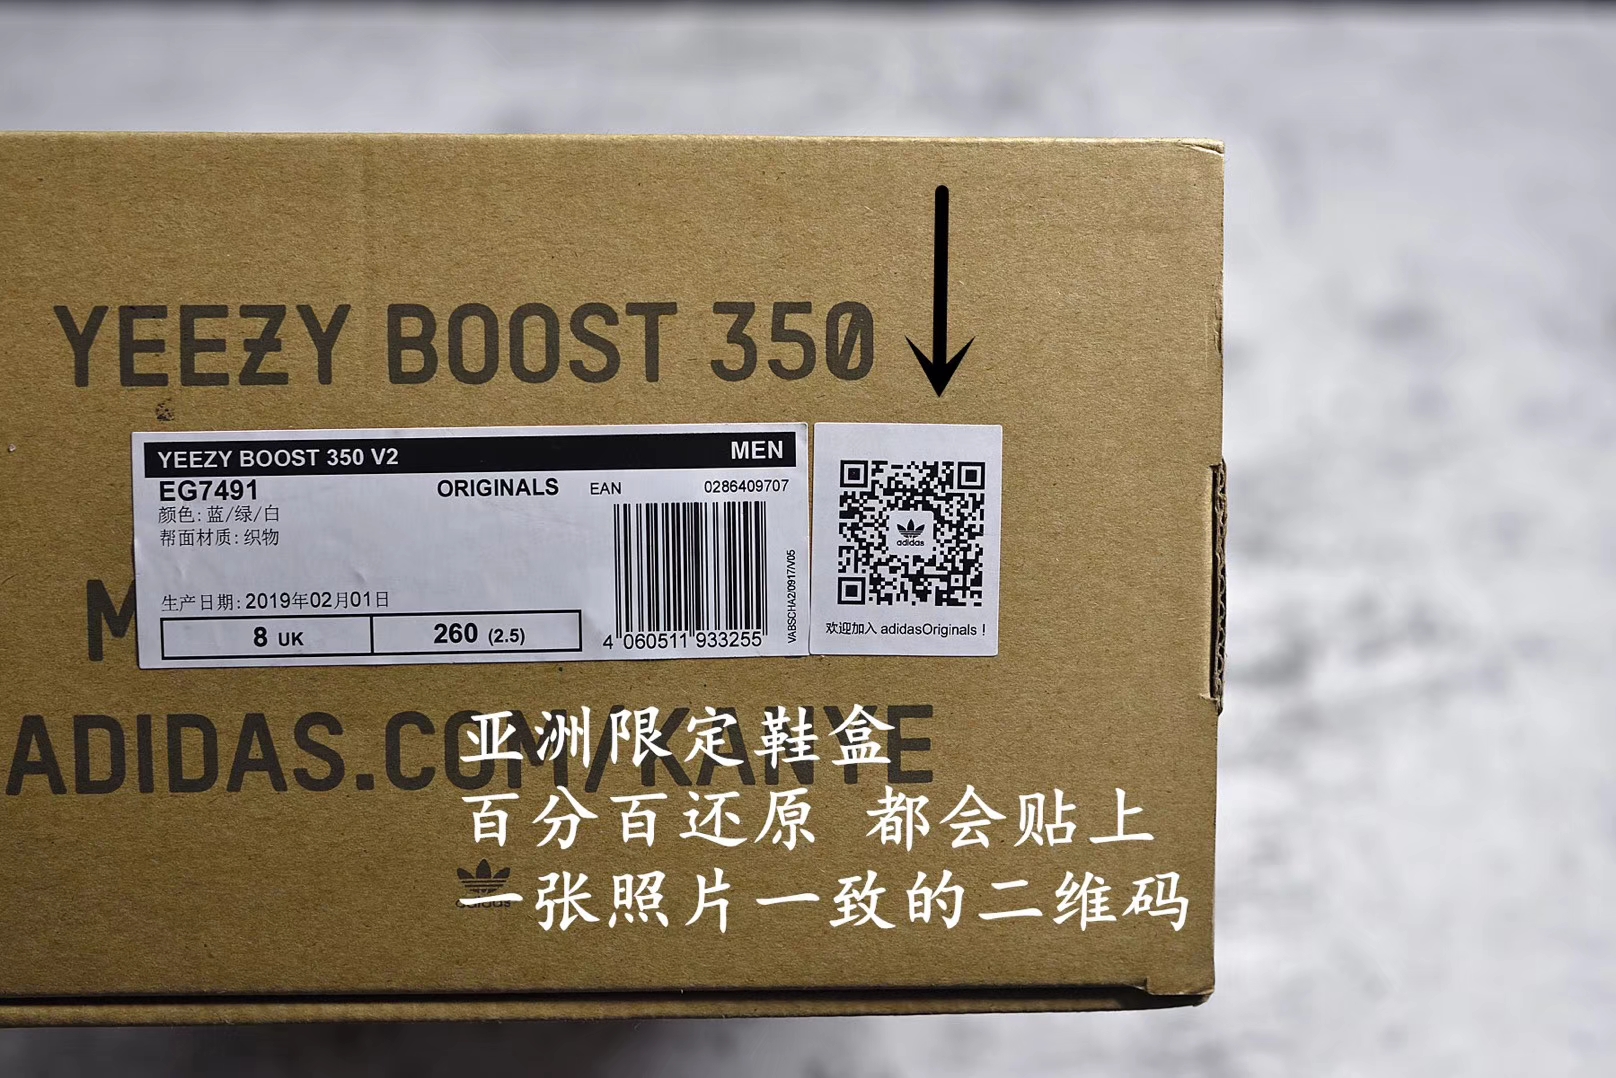 YEEZY BOOST 350
YEEZY BOOST 350 V2 MEN
EG7491 ORIGINALS EAN 0286409707
颜色:蓝/绿/白
帮面材质:织物
生产日期:2019年02月01日
8 UK 260 (2.5)
4 060511 933255
VABSCHA2/0917/V05
adidas
欢迎加入 adidasOriginals！
M
ADIDAS.COM/KANYE
亚洲限定鞋盒
百分百还原 都会贴上
一张照片一致的二维码
adidas